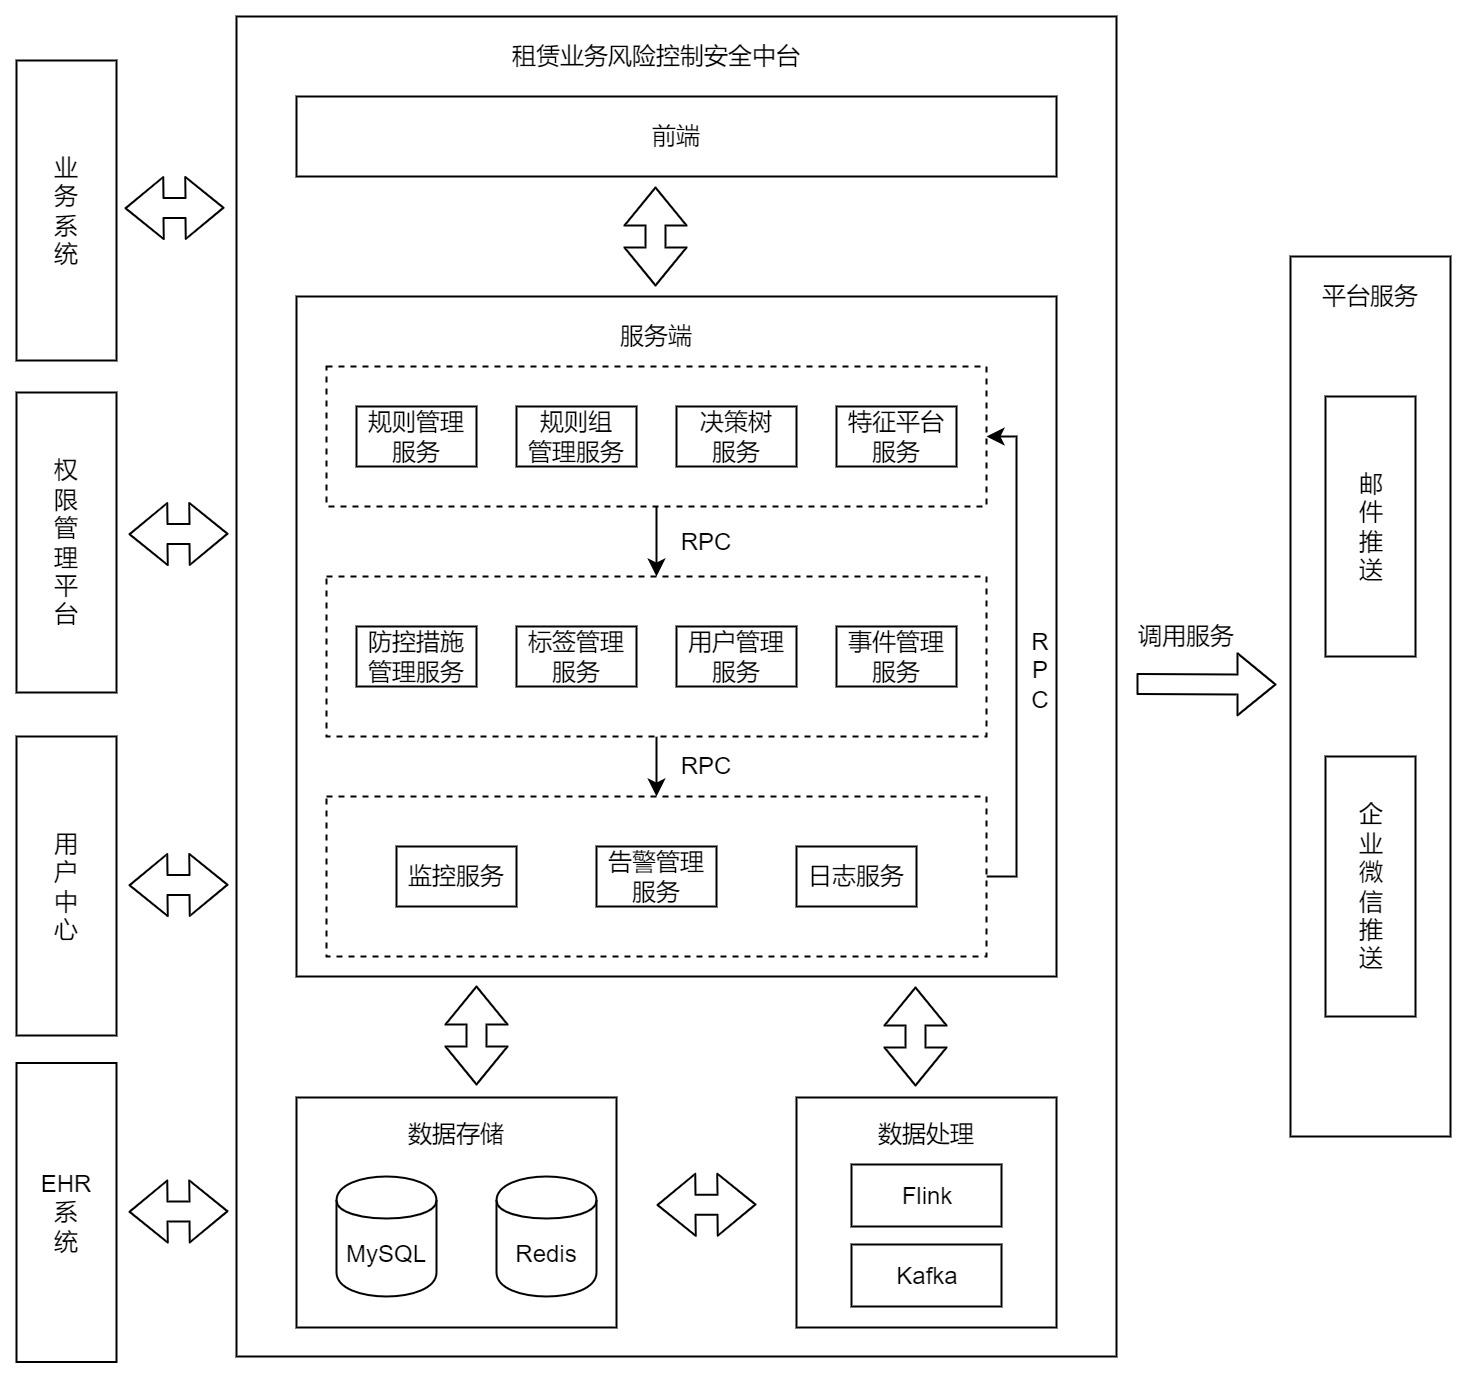 租赁业务风险控制安全中台
前端
业
务
系
统
权
限
管
理
平
台
用
户
中
心
EHR
系
统
服务端
规则管理
服务
规则组
管理服务
决策树
服务
特征平台
服务
RPC
防控措施
管理服务
标签管理
服务
用户管理
服务
事件管理
服务
R
P
C
RPC
监控服务
告警管理
服务
日志服务
数据存储
MySQL
Redis
数据处理
Flink
Kafka
调用服务
平台服务
邮
件
推
送
企
业
微
信
推
送